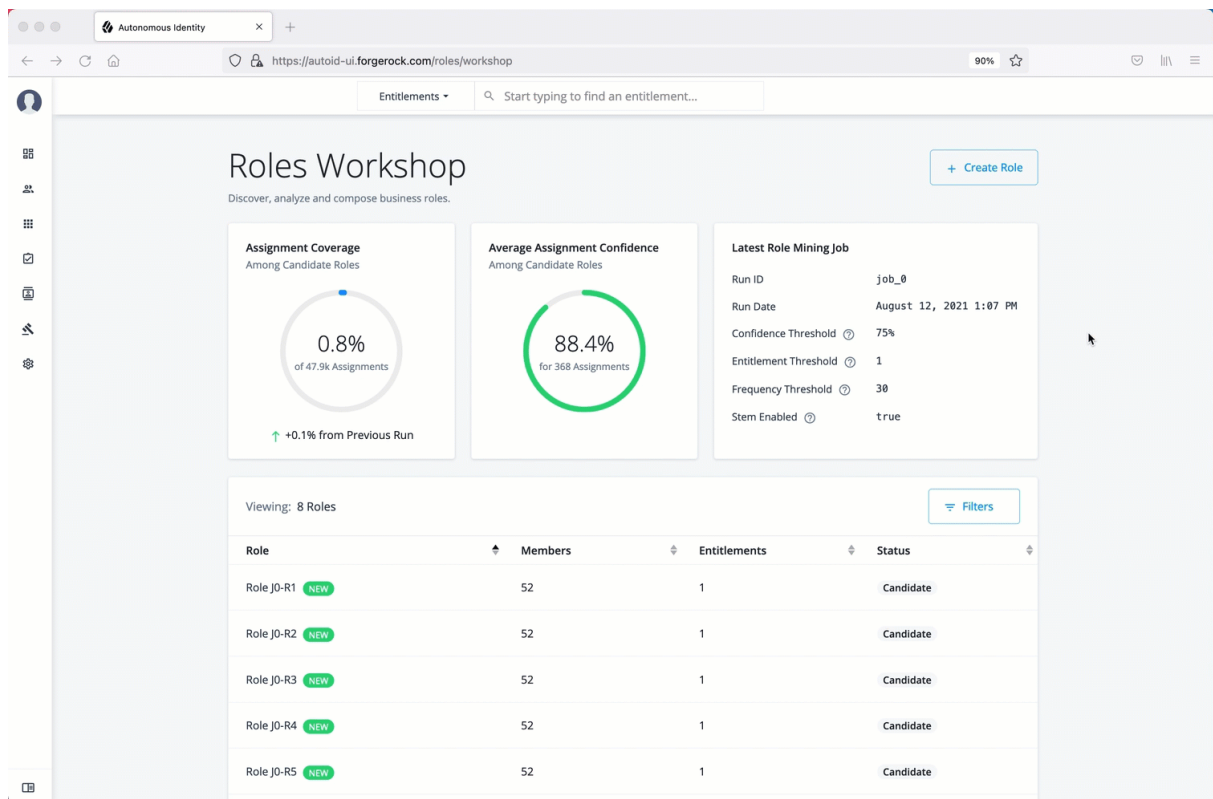 Autonomous Identity
https://autoid-ui.forgerock.com/roles/workshop
90%
Entitlements
Start typing to find an entitlement...
Roles Workshop
+ Create Role
Discover, analyze and compose business roles.
Assignment Coverage
Among Candidate Roles
0.8%
of 47.9k Assignments
+0.1% from Previous Run
Average Assignment Confidence
Among Candidate Roles
88.4%
for 368 Assignments
Latest Role Mining Job
Run ID job_0
Run Date August 12, 2021 1:07 PM
Confidence Threshold ? 75%
Entitlement Threshold ? 1
Frequency Threshold ? 30
Stem Enabled ? true
Viewing: 8 Roles
Filters
Role Members Entitlements Status
Role J0-R1 NEW 52 1 Candidate
Role J0-R2 NEW 52 1 Candidate
Role J0-R3 NEW 52 1 Candidate
Role J0-R4 NEW 52 1 Candidate
Role J0-R5 NEW 52 1 Candidate